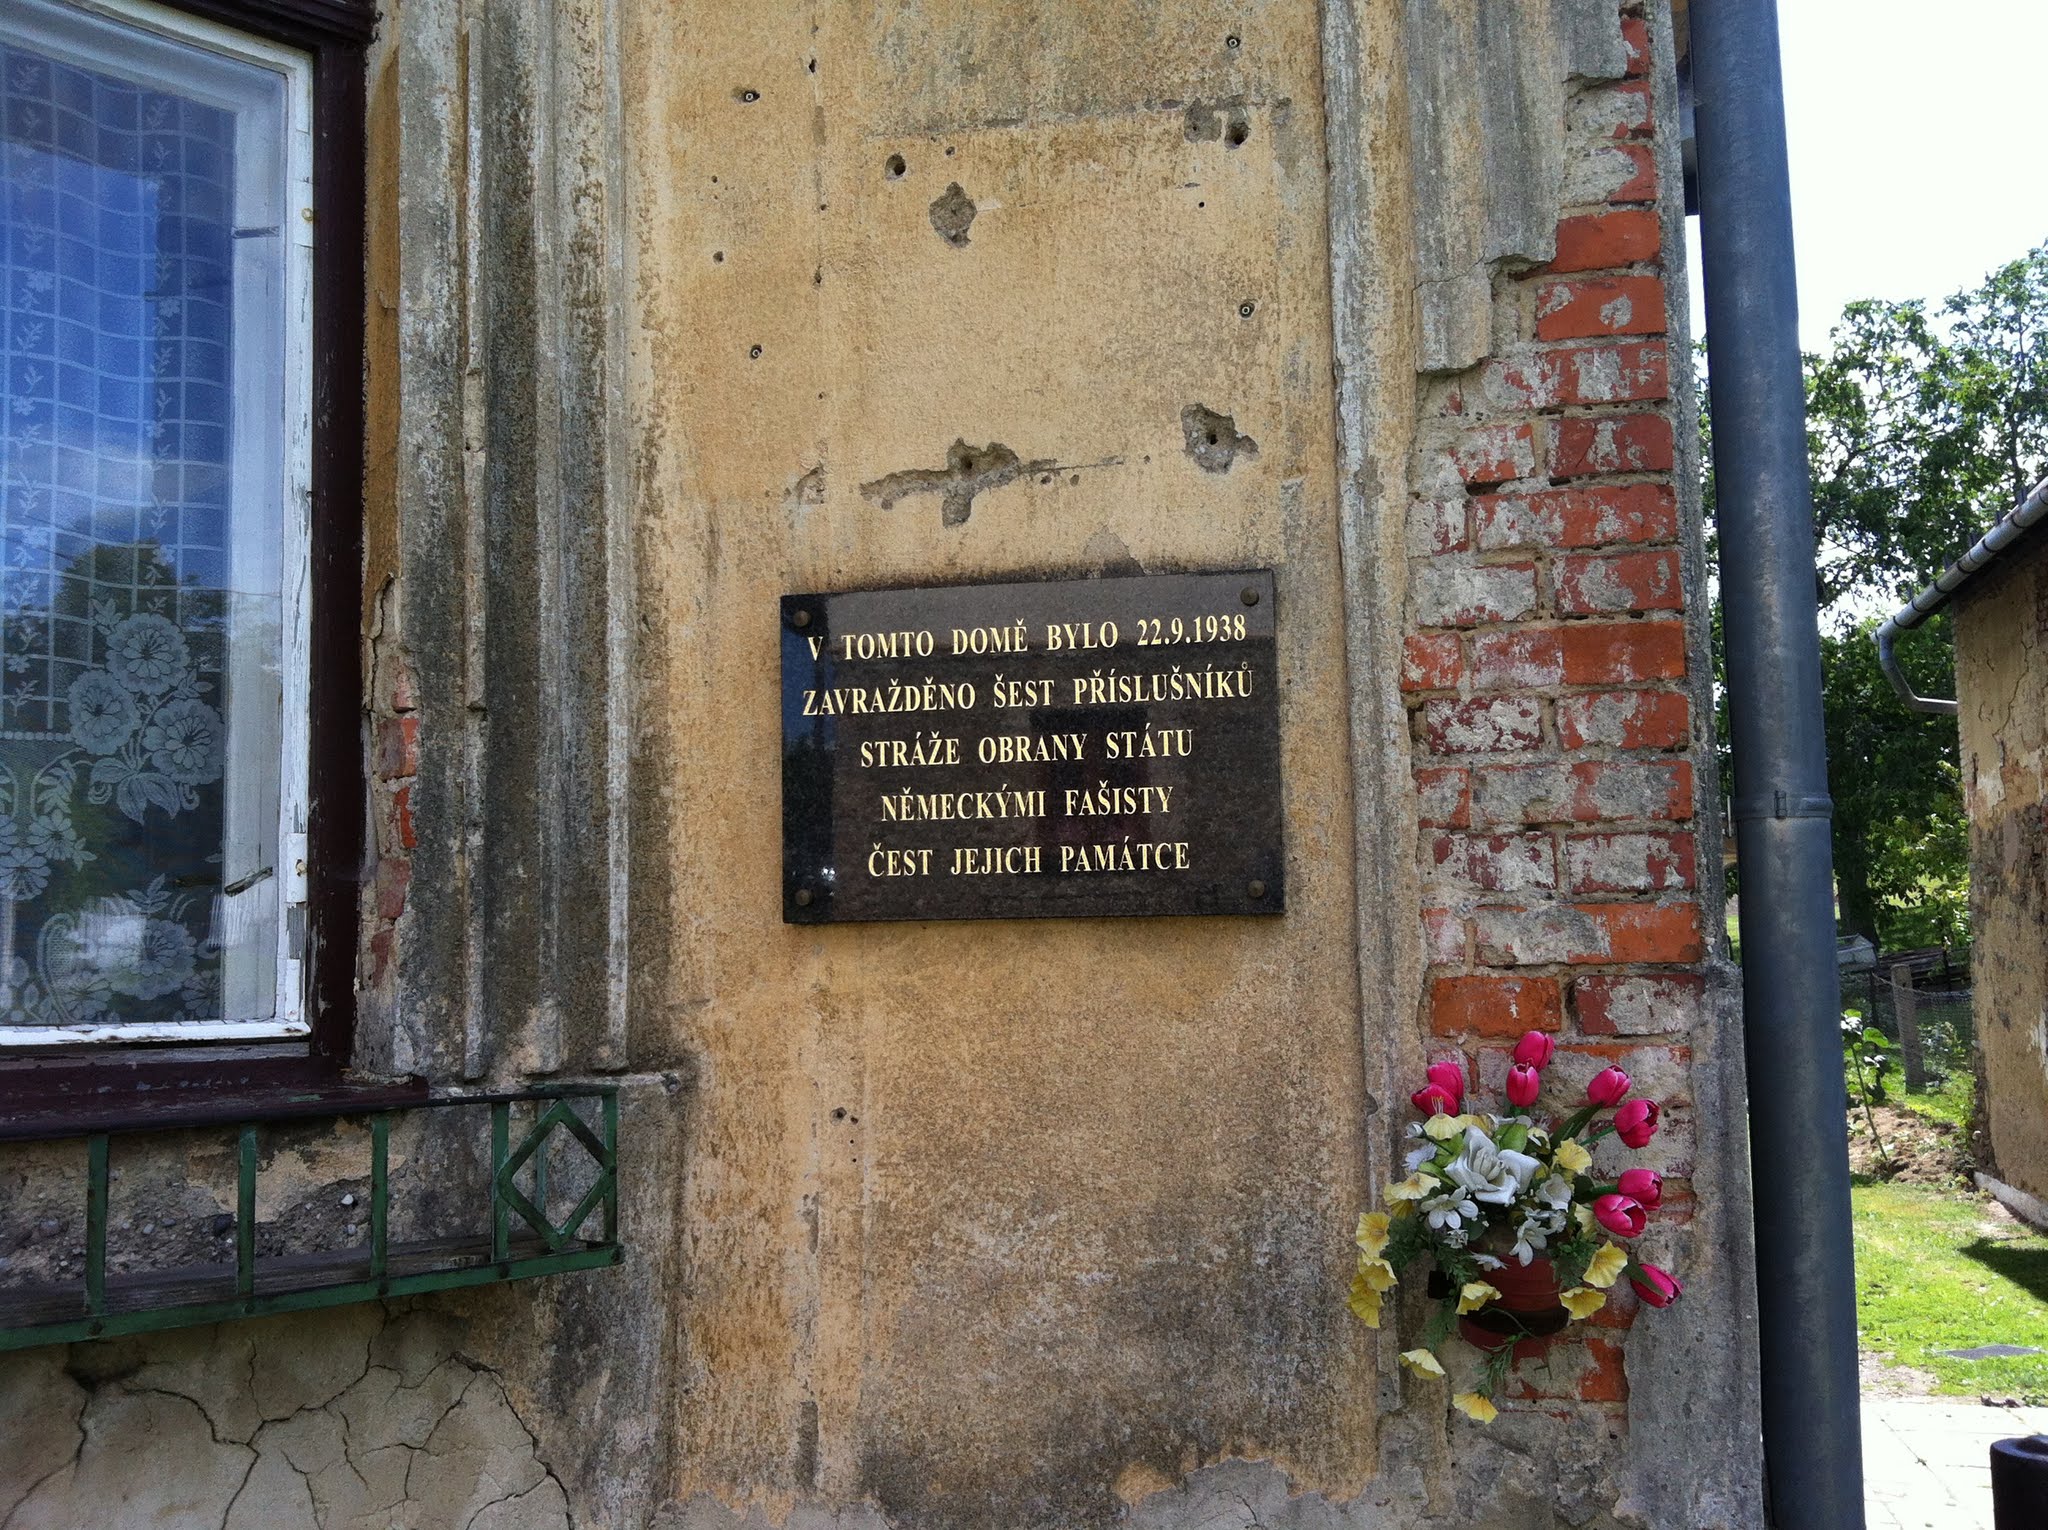 V TOMTO DOMĚ BYLO 22.9.1938
ZAVRAŽDĚNO ŠEST PŘÍSLUŠNÍKŮ
STRÁŽE OBRANY STÁTU
NĚMECKÝMI FAŠISTY
ČEST JEJICH PAMÁTCE